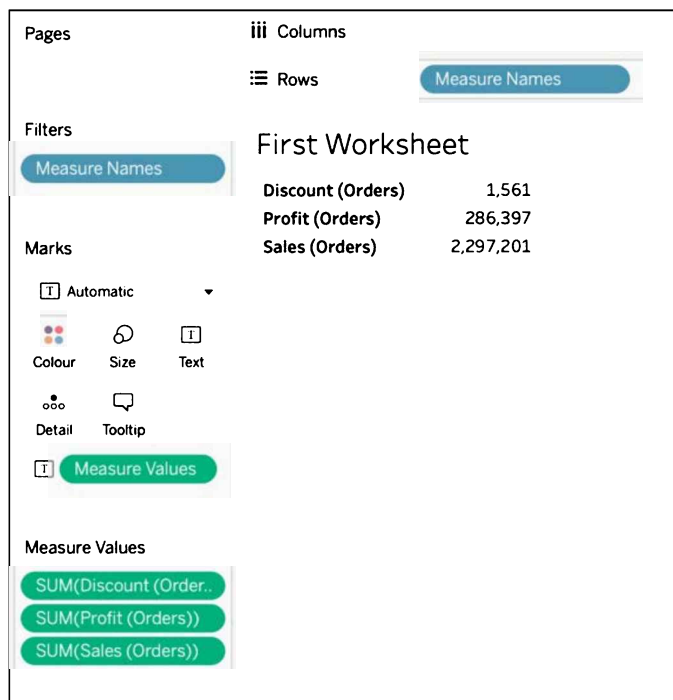 Pages
Columns
Rows
Measure Names
Filters
Measure Names
First Worksheet
Discount (Orders) 1,561
Profit (Orders) 286,397
Sales (Orders) 2,297,201
Marks
T Automatic
T
Colour Size Text
Detail Tooltip
T Measure Values
Measure Values
SUM(Discount (Order..
SUM(Profit (Orders))
SUM(Sales (Orders))